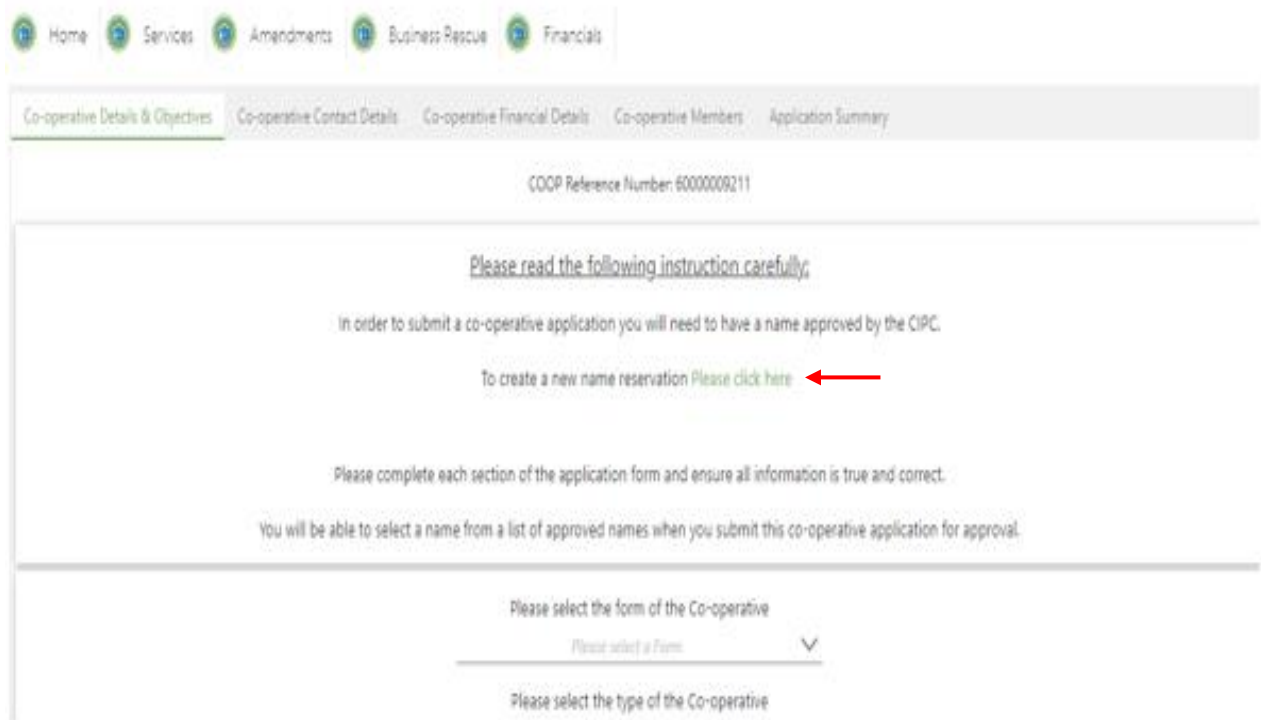 Home Services Amendments Business Rescue Financials
Co-operative Details & Objectives Co-operative Contact Details Co-operative Financial Details Co-operative Members Application Summary
COOP Reference Number: 60000009211
Please read the following instruction carefully:
In order to submit a co-operative application you will need to have a name approved by the CIPC.
To create a new name reservation Please click here
Please complete each section of the application form and ensure all information is true and correct.
You will be able to select a name from a list of approved names when you submit this co-operative application for approval.
Please select the form of the Co-operative
Please select a Form
Please select the type of the Co-operative